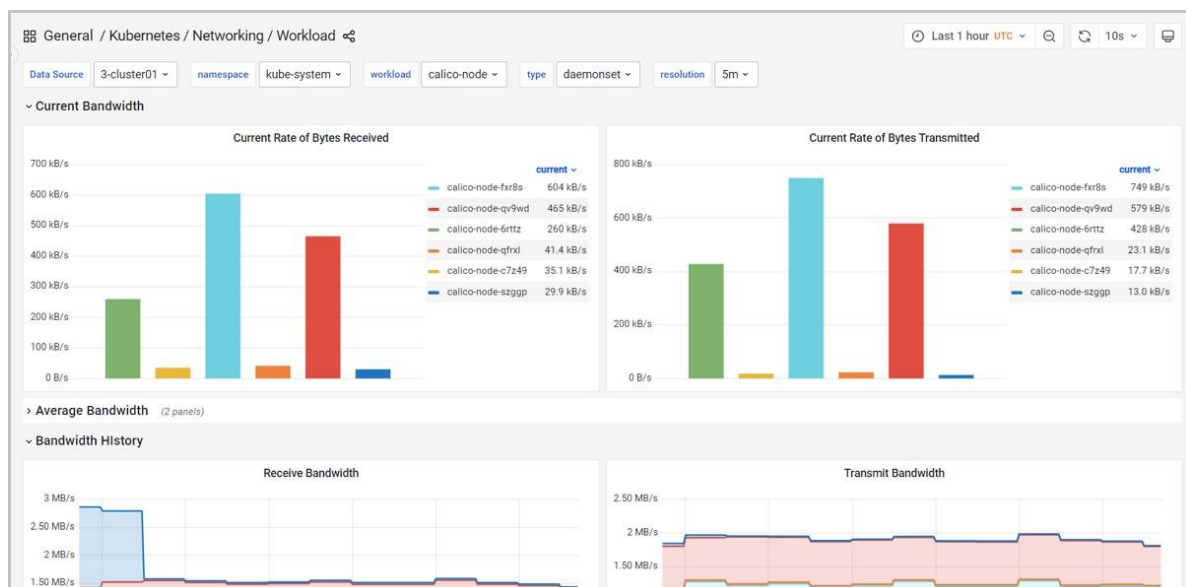 General / Kubernetes / Networking / Workload
Last 1 hour UTC
10s
Data Source 3-cluster01 namespace kube-system workload calico-node type daemonset resolution 5m
Current Bandwidth
Current Rate of Bytes Received
700 kB/s
600 kB/s
500 kB/s
400 kB/s
300 kB/s
200 kB/s
100 kB/s
0 B/s
current
calico-node-fxr8s 604 kB/s
calico-node-qv9wd 465 kB/s
calico-node-6rttz 260 kB/s
calico-node-qfrxl 41.4 kB/s
calico-node-c7z49 35.1 kB/s
calico-node-szggp 29.9 kB/s
Current Rate of Bytes Transmitted
800 kB/s
600 kB/s
400 kB/s
200 kB/s
0 B/s
current
calico-node-fxr8s 749 kB/s
calico-node-qv9wd 579 kB/s
calico-node-6rttz 428 kB/s
calico-node-qfrxl 23.1 kB/s
calico-node-c7z49 17.7 kB/s
calico-node-szggp 13.0 kB/s
Average Bandwidth (2 panels)
Bandwidth HIstory
Receive Bandwidth
3 MB/s
2.50 MB/s
2 MB/s
1.50 MB/s
Transmit Bandwidth
2.50 MB/s
2 MB/s
1.50 MB/s